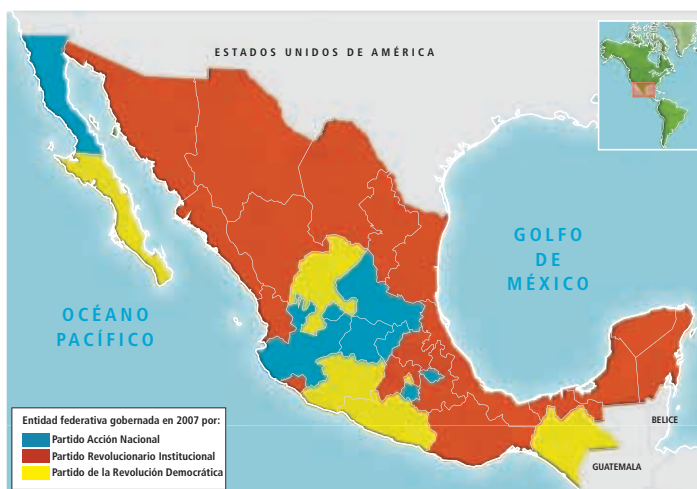 ESTADOS UNIDOS DE AMÉRICA
GOLFO
DE
MÉXICO
OCÉANO
PACÍFICO
BELICE
GUATEMALA
Entidad federativa gobernada en 2007 por:
Partido Acción Nacional
Partido Revolucionario Institucional
Partido de la Revolución Democrática